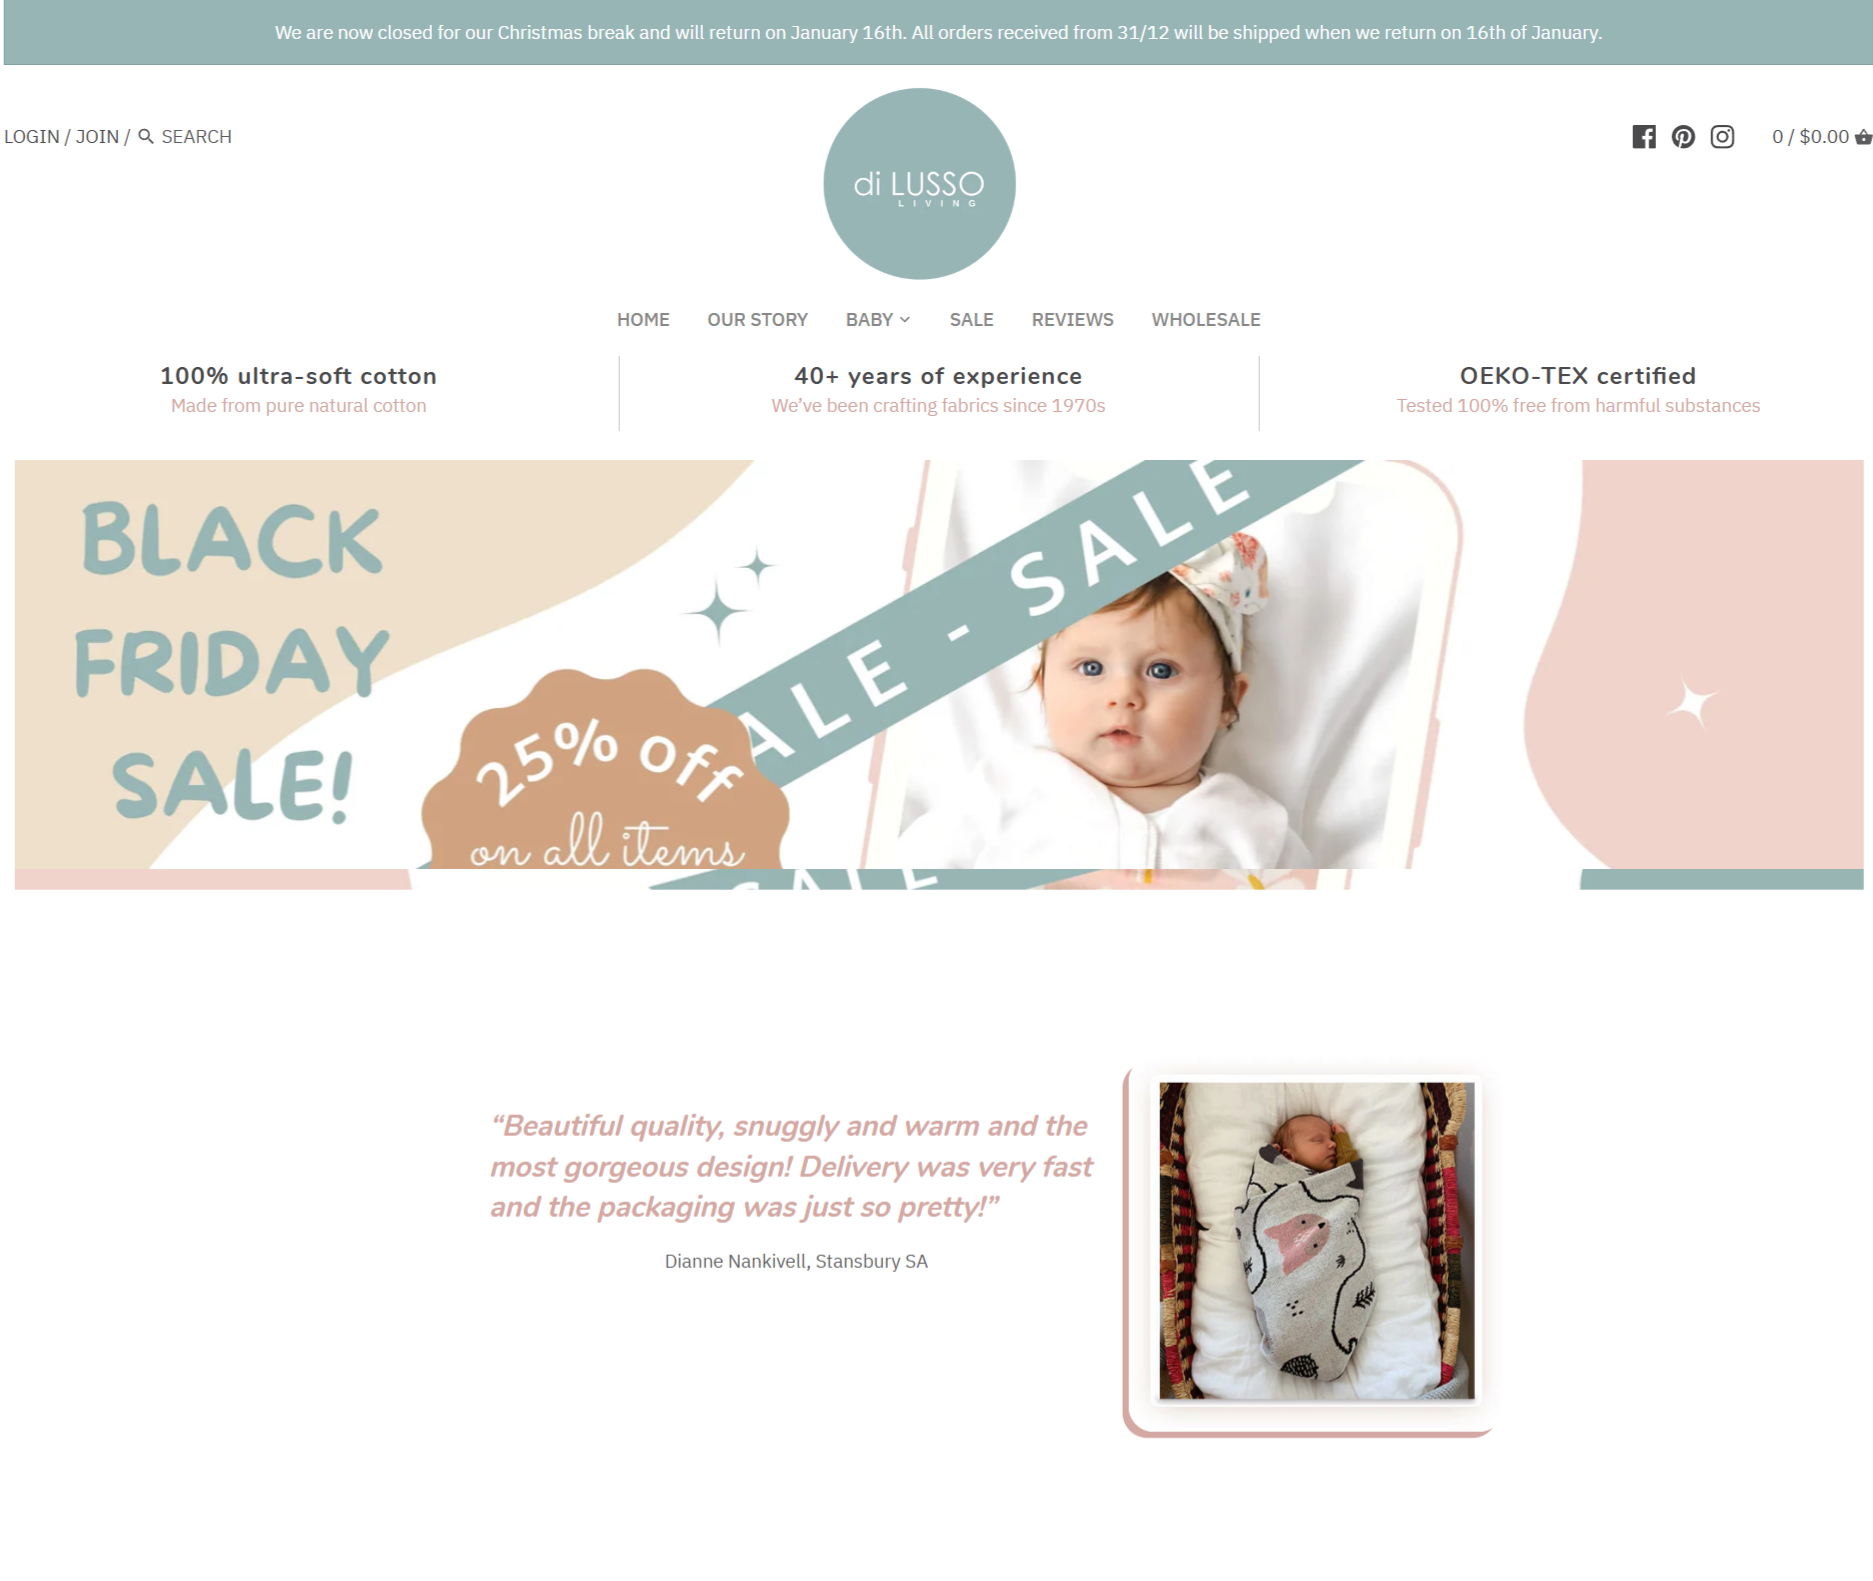 We are now closed for our Christmas break and will return on January 16th. All orders received from 31/12 will be shipped when we return on 16th of January.
LOGIN / JOIN / SEARCH
0 / $0.00
di LUSSO
LIVING
HOME OUR STORY BABY SALE REVIEWS WHOLESALE
100% ultra-soft cotton
Made from pure natural cotton
40+ years of experience
We’ve been crafting fabrics since 1970s
OEKO-TEX certified
Tested 100% free from harmful substances
BLACK
FRIDAY
SALE!
25% off
on all items
ALE - SALE
SALE
“Beautiful quality, snuggly and warm and the
most gorgeous design! Delivery was very fast
and the packaging was just so pretty!”
Dianne Nankivell, Stansbury SA